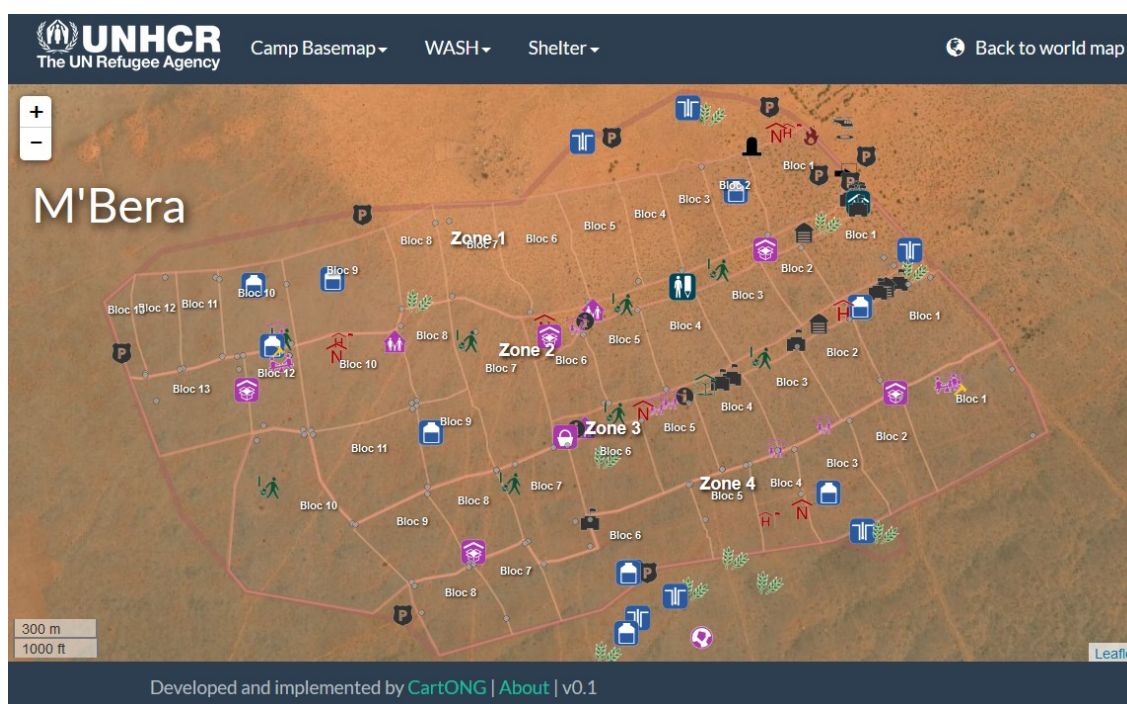 UNHCR
The UN Refugee Agency
Camp Basemap
WASH
Shelter
Back to world map
+
−
M'Bera
P
P
N H
Bloc 1
P
P
P
Bloc 2
Bloc 3
Bloc 4
Bloc 5
Bloc 6
Zone 1
Bloc 7
Bloc 8
P
Bloc 9
Bloc 10
Bloc 11
Bloc 12
Bloc 13
Bloc 1
Bloc 2
Bloc 3
Bloc 4
Bloc 5
Bloc 6
Zone 2
Bloc 7
Bloc 8
H
N
Bloc 10
Bloc 12
Bloc 13
P
H
Bloc 1
Bloc 2
Bloc 3
Bloc 4
Bloc 5
N
Zone 3
Bloc 6
Bloc 7
Bloc 8
Bloc 9
Bloc 11
Bloc 10
Bloc 9
Bloc 1
Bloc 2
Bloc 3
Bloc 4
Zone 4
Bloc 5
H
N
Bloc 6
Bloc 7
Bloc 8
P
P
300 m
1000 ft
Developed and implemented by CartONG | About | v0.1